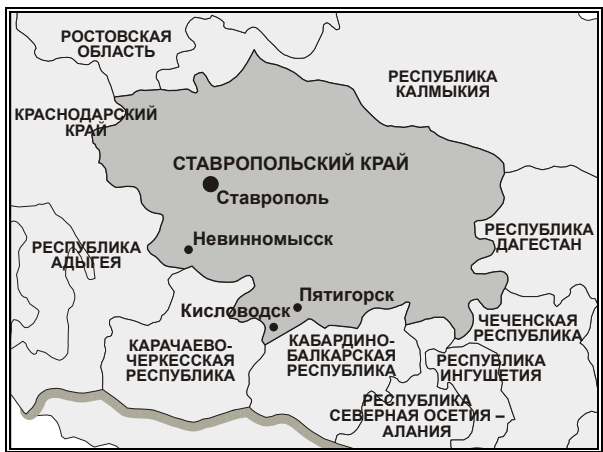 РОСТОВСКАЯ
ОБЛАСТЬ
РЕСПУБЛИКА
КАЛМЫКИЯ
КРАСНОДАРСКИЙ
КРАЙ
СТАВРОПОЛЬСКИЙ КРАЙ
Ставрополь
Невинномысск
РЕСПУБЛИКА
АДЫГЕЯ
РЕСПУБЛИКА
ДАГЕСТАН
Пятигорск
Кисловодск
ЧЕЧЕНСКАЯ
РЕСПУБЛИКА
КАРАЧАЕВО-
ЧЕРКЕССКАЯ
РЕСПУБЛИКА
КАБАРДИНО-
БАЛКАРСКАЯ
РЕСПУБЛИКА
РЕСПУБЛИКА
ИНГУШЕТИЯ
РЕСПУБЛИКА
СЕВЕРНАЯ ОСЕТИЯ –
АЛАНИЯ